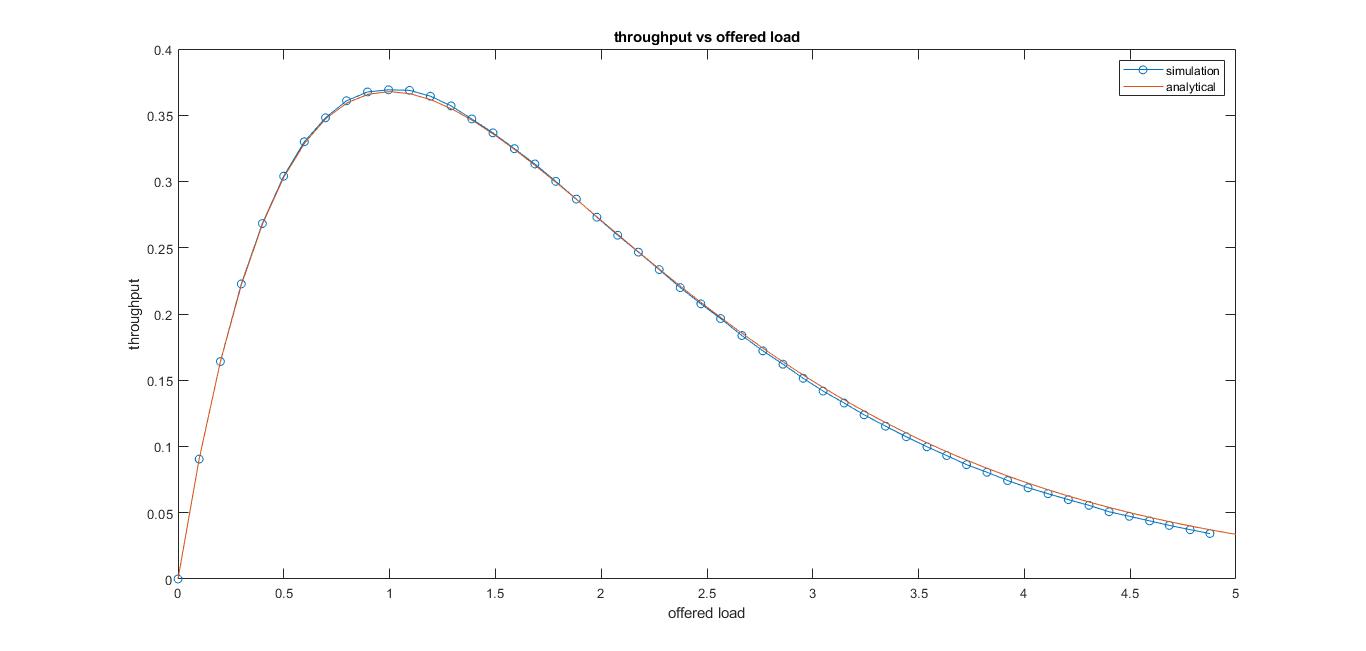 throughput vs offered load
simulation
analytical
0.4
0.35
0.3
0.25
0.2
0.15
0.1
0.05
0
throughput
0 0.5 1 1.5 2 2.5 3 3.5 4 4.5 5
offered load